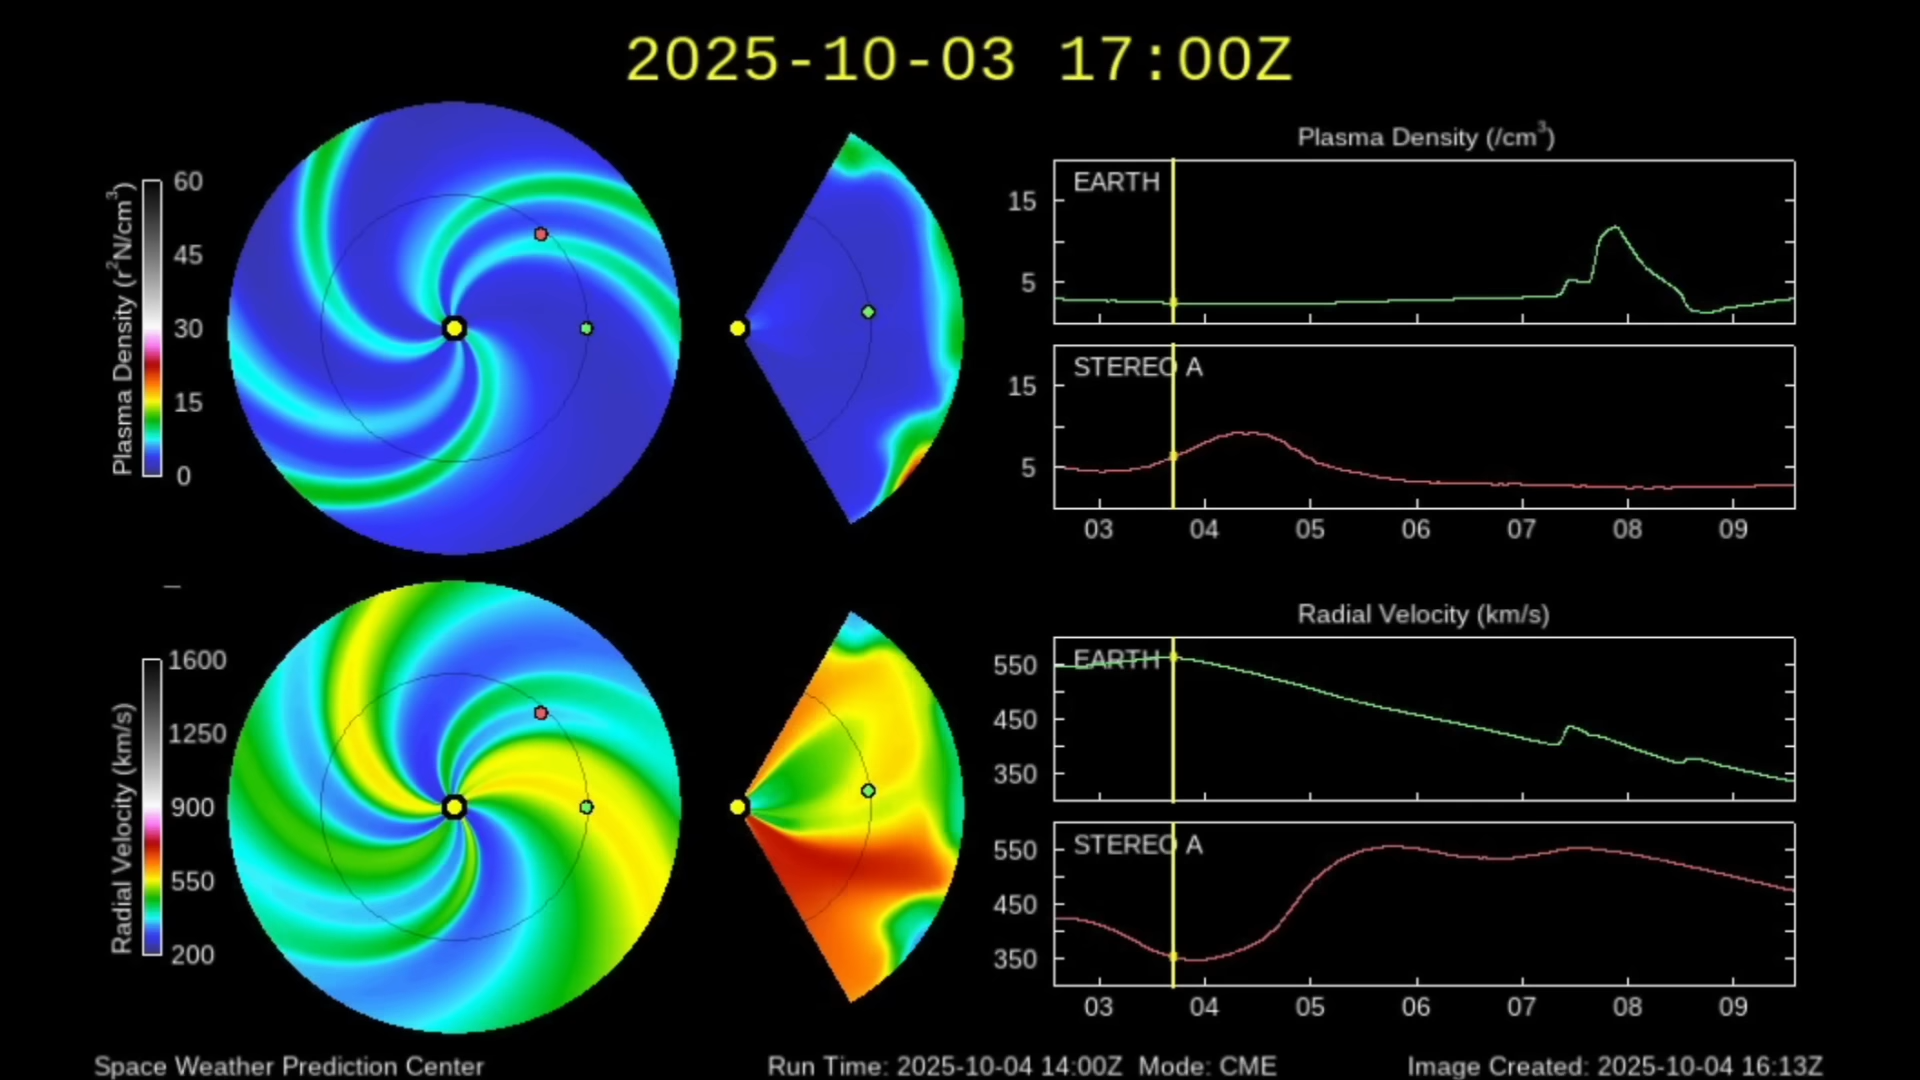 2025-10-03 17:00Z
Plasma Density (r²N/cm³)
60
45
30
15
0
Plasma Density (/cm³)
EARTH
15
5
STEREO A
15
5
03 04 05 06 07 08 09
Radial Velocity (km/s)
1600
1250
900
550
200
Radial Velocity (km/s)
EARTH
550
450
350
STEREO A
550
450
350
03 04 05 06 07 08 09
Space Weather Prediction Center
Run Time: 2025-10-04 14:00Z Mode: CME
Image Created: 2025-10-04 16:13Z